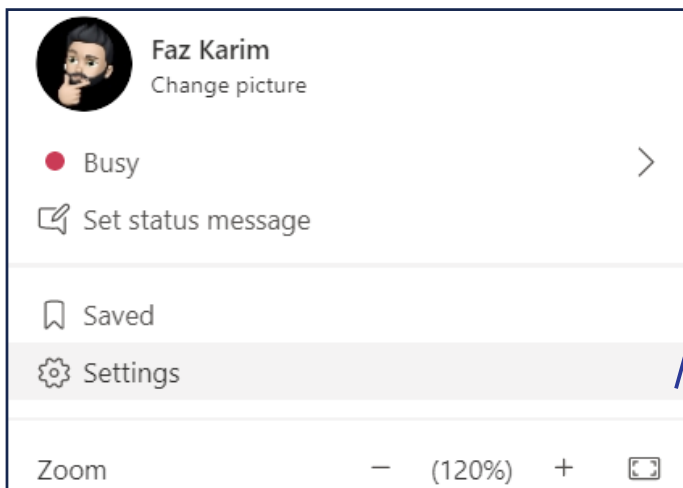 Faz Karim
Change picture
Busy
Set status message
Saved
Settings
Zoom − (120%) +